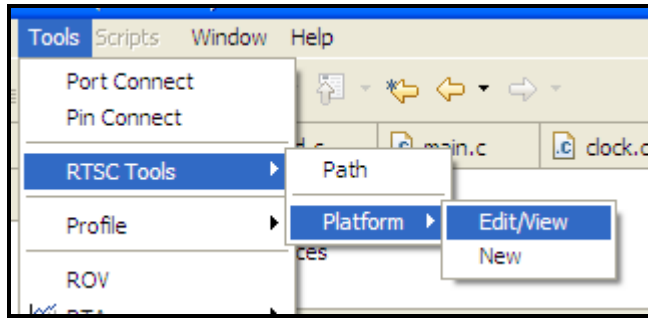 Tools Scripts Window Help
Port Connect
Pin Connect
main.c clock.c
RTSC Tools Path
Profile Platform Edit/View
New
ROV